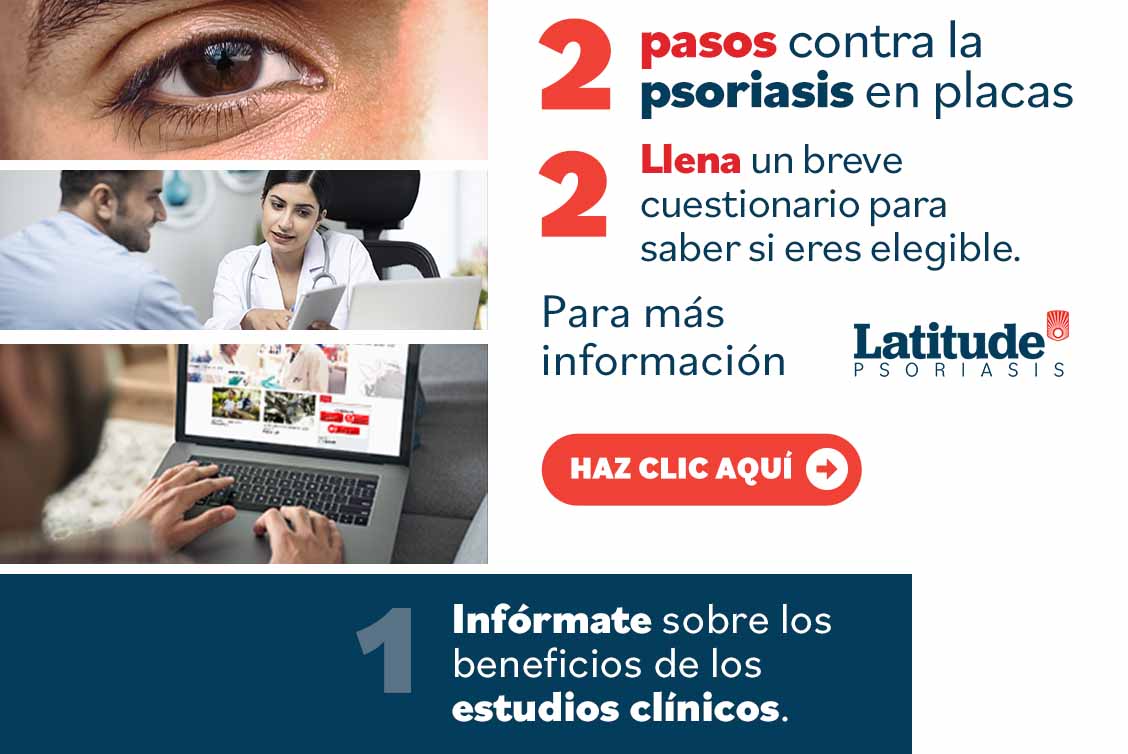 2 pasos contra la
psoriasis en placas
2 Llena un breve
cuestionario para
saber si eres elegible.
Para más
información
Latitude
PSORIASIS
HAZ CLIC AQUÍ
1 Infórmate sobre los
beneficios de los
estudios clínicos.